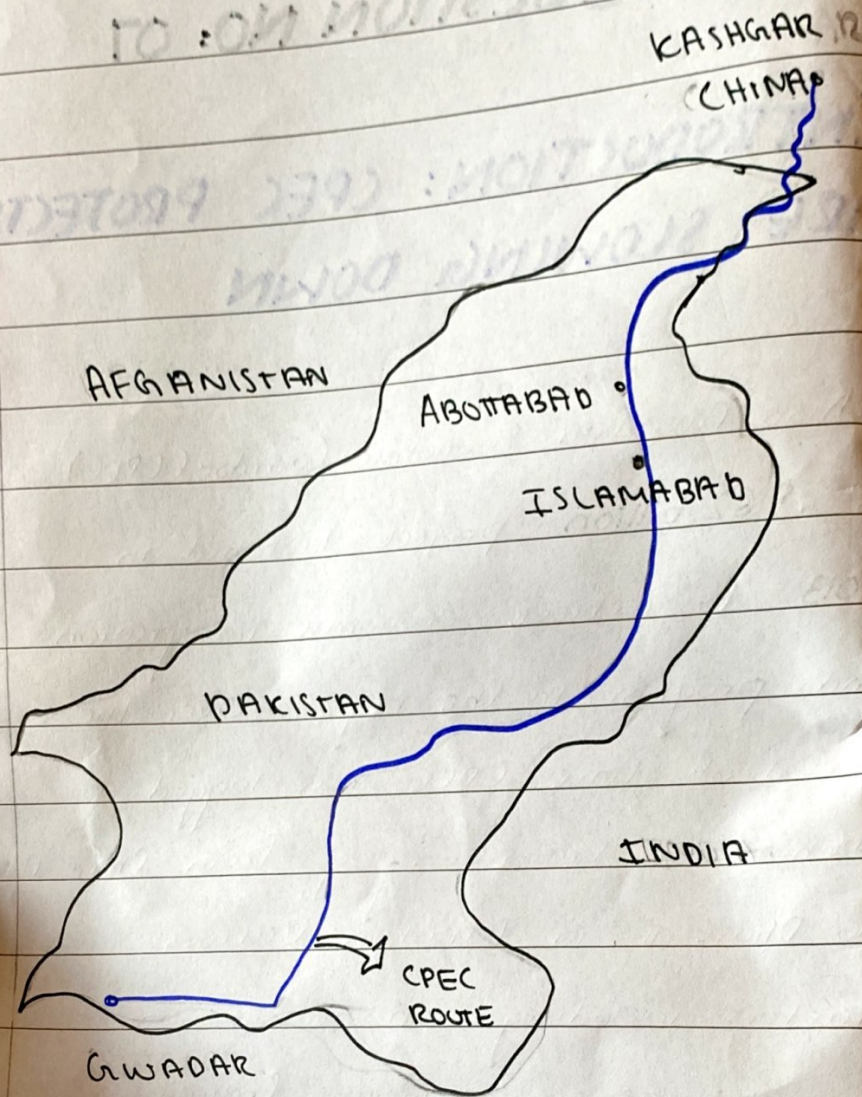 KASHGAR
CHINA
AFGANISTAN
ABOTTABAD
ISLAMABAD
PAKISTAN
INDIA
CPEC
ROUTE
GWADAR